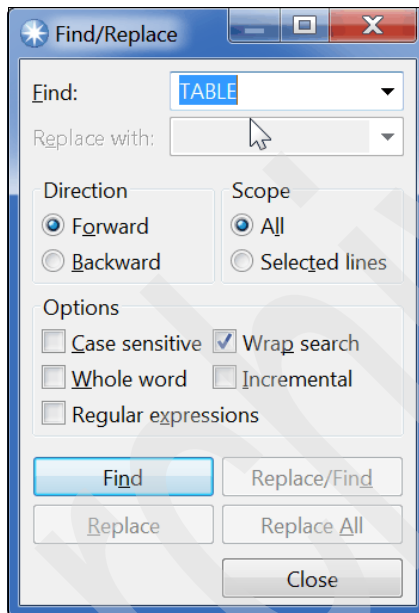 Find/Replace
Find: TABLE
Replace with:
Direction Scope
Forward All
Backward Selected lines
Options
Case sensitive Wrap search
Whole word Incremental
Regular expressions
Find Replace/Find
Replace Replace All
Close